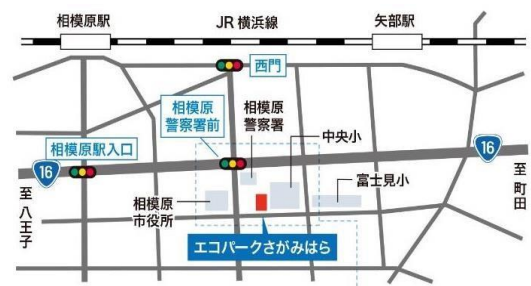 相模原駅
JR横浜線
矢部駅
西門
相模原
警察署前
相模原
警察署
中央小
相模原駅入口
16
16
富士見小
至八王子
至町田
相模原
市役所
エコパークさがみはら